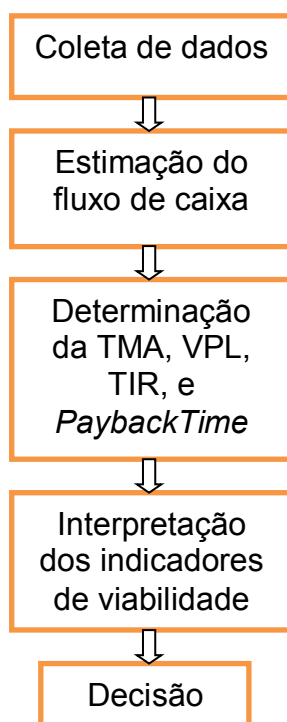 Coleta de dados
Estimação do
fluxo de caixa
Determinação
da TMA, VPL,
TIR, e
PaybackTime
Interpretação
dos indicadores
de viabilidade
Decisão